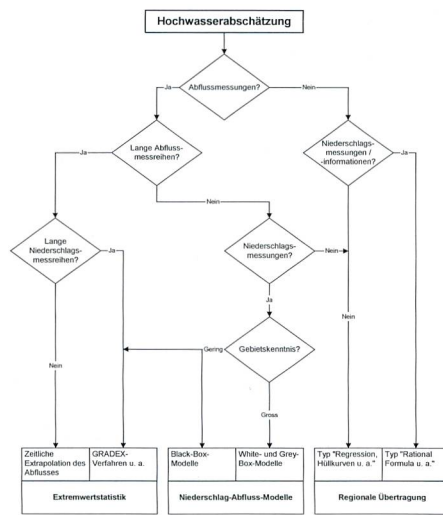 Hochwasserabschätzung
Ja
Abflussmessungen?
Nein
Lange Abfluss-
messreihen?
Niederschlags-
messungen /
-informationen?
Ja
Ja
Nein
Lange
Niederschlags-
messreihen?
Ja
Niederschlags-
messungen?
Nein
Ja
Gebietskenntnis?
Gering
Nein
Nein
Gross
Zeitliche
Extrapolation des
Abflusses
GRADEX-
Verfahren u. a.
Black-Box-
Modelle
White- und Grey-
Box-Modelle
Typ "Regression,
Hüllkurven u. a."
Typ "Rational
Formula u. a."
Extremwertstatistik
Niederschlag-Abfluss-Modelle
Regionale Übertragung